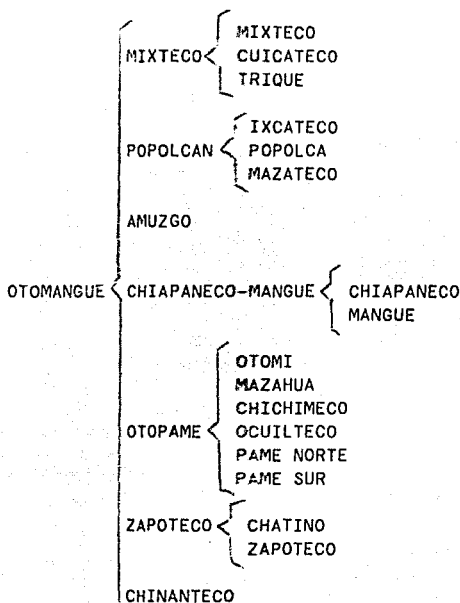 MIXTECO
CUICATECO
MIXTECO
TRIQUE
IXCATECO
POPOLCAN
POPOLCA
MAZATECO
AMUZGO
OTOMANGUE
CHIAPANECO-MANGUE
CHIAPANECO
MANGUE
OTOMI
MAZAHUA
CHICHIMECO
OTOPAME
OCUILTECO
PAME NORTE
PAME SUR
ZAPOTECO
CHATINO
ZAPOTECO
CHINANTECO